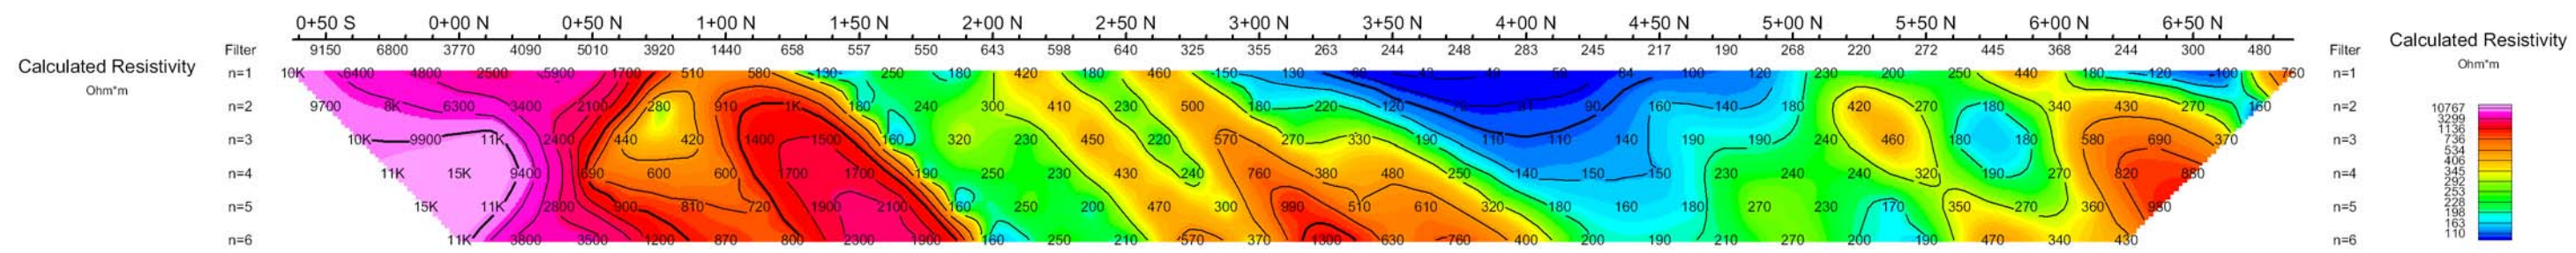 0+50 S 0+00 N 0+50 N 1+00 N 1+50 N 2+00 N 2+50 N 3+00 N 3+50 N 4+00 N 4+50 N 5+00 N 5+50 N 6+00 N 6+50 N
Filter 9150 6800 3770 4090 5010 3920 1440 658 557 550 643 598 640 325 355 263 244 248 283 245 217 190 268 220 272 445 368 244 300 480 Filter
Calculated Resistivity
Ohm*m
n=1 10K 6400 4800 2500 5900 1700 510 580 130 250 180 420 180 460 150 130 84 100 120 230 200 250 440 180 120 100 760 n=1
n=2 9700 8K 6300 3400 2100 280 910 1K 180 240 300 410 230 500 180 220 120 90 160 140 180 420 270 180 340 430 270 160 n=2
n=3 10K 9900 11K 2400 440 420 1400 1500 160 320 230 450 220 570 270 330 190 110 110 140 190 190 240 460 180 180 580 690 370 n=3
n=4 11K 15K 9400 690 600 600 1700 1700 190 250 230 430 240 760 380 480 250 140 150 150 230 240 240 320 190 270 820 880 n=4
n=5 15K 11K 2800 900 810 720 1900 2100 160 250 200 470 300 990 510 610 320 180 160 180 270 230 170 350 270 360 980 n=5
n=6 11K 3800 3500 1200 870 800 2300 1900 160 250 210 570 370 1300 630 760 400 200 190 210 270 200 190 470 340 430 n=6
Calculated Resistivity
Ohm*m
10767
3299
1136
736
534
406
345
292
253
228
198
163
110